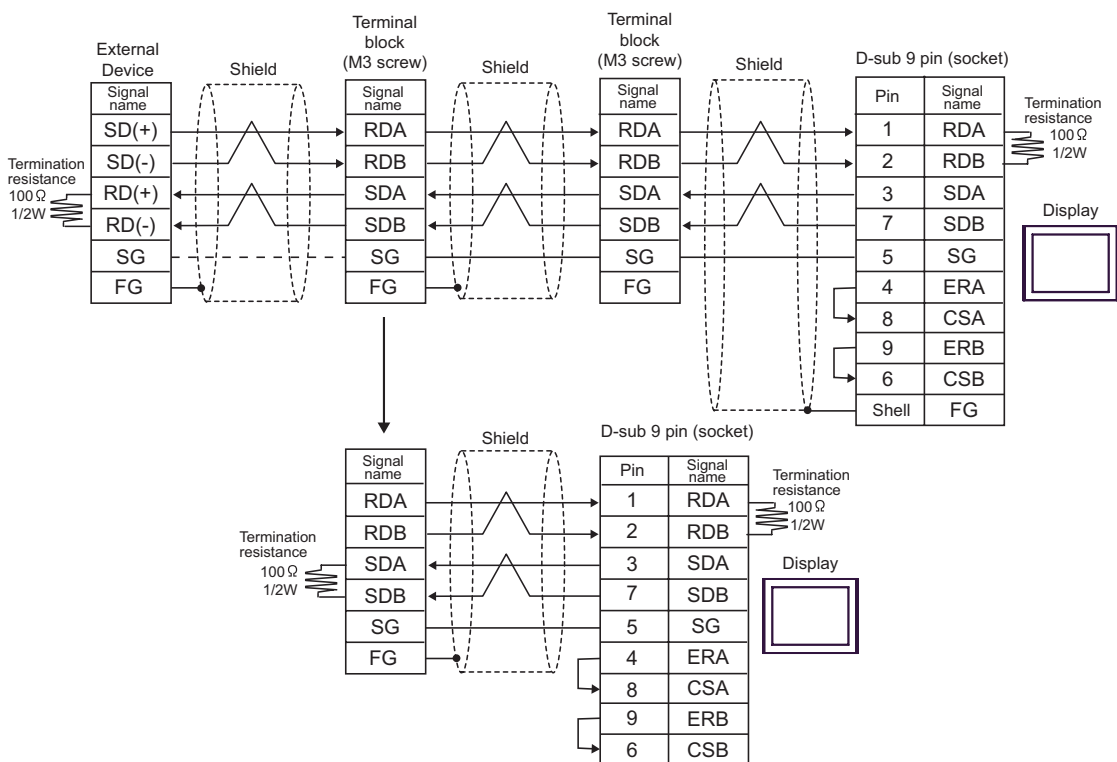 External
Device
Signal
name
SD(+)
SD(-)
RD(+)
RD(-)
SG
FG
Termination
resistance
100 Ω
1/2W
Shield
Terminal
block
(M3 screw)
Signal
name
RDA
RDB
SDA
SDB
SG
FG
Shield
Terminal
block
(M3 screw)
Signal
name
RDA
RDB
SDA
SDB
SG
FG
Shield
D-sub 9 pin (socket)
Pin Signal
name
1 RDA
2 RDB
3 SDA
7 SDB
5 SG
4 ERA
8 CSA
9 ERB
6 CSB
Shell FG
Termination
resistance
100 Ω
1/2W
Display
Signal
name
RDA
RDB
SDA
SDB
SG
FG
Termination
resistance
100 Ω
1/2W
Shield
D-sub 9 pin (socket)
Pin Signal
name
1 RDA
2 RDB
3 SDA
7 SDB
5 SG
4 ERA
8 CSA
9 ERB
6 CSB
Termination
resistance
100 Ω
1/2W
Display